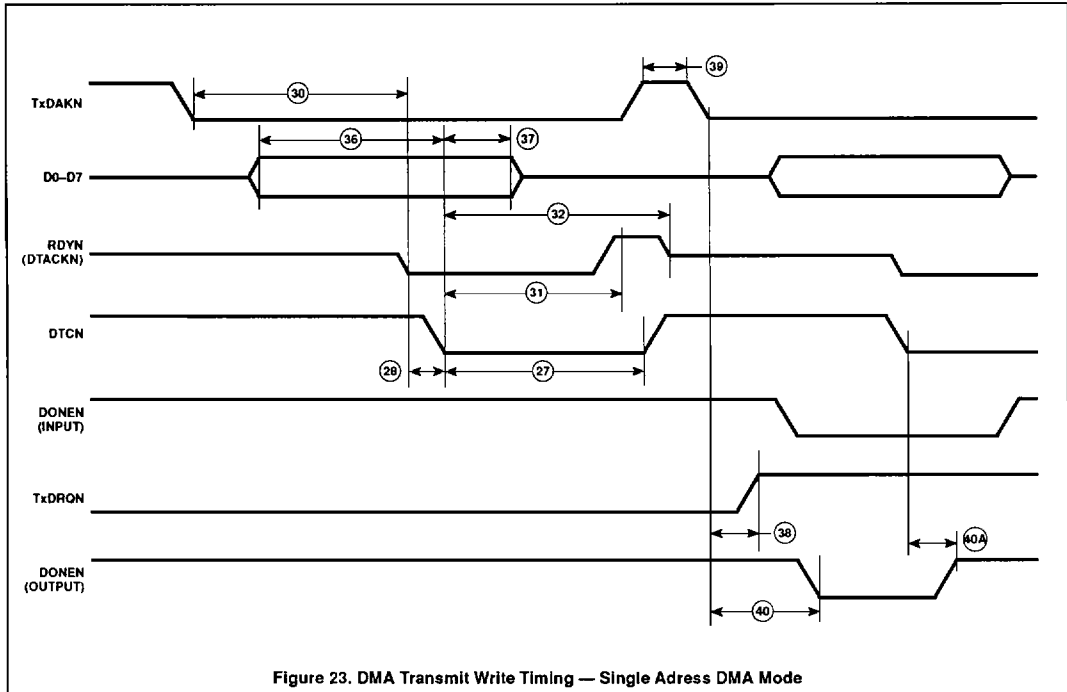 39
TxDAKN
30
36
37
D0–D7
32
RDYN
(DTACKN)
31
DTCN
28
27
DONEN
(INPUT)
TxDRQN
38
40A
DONEN
(OUTPUT)
40
Figure 23. DMA Transmit Write Timing — Single Adress DMA Mode